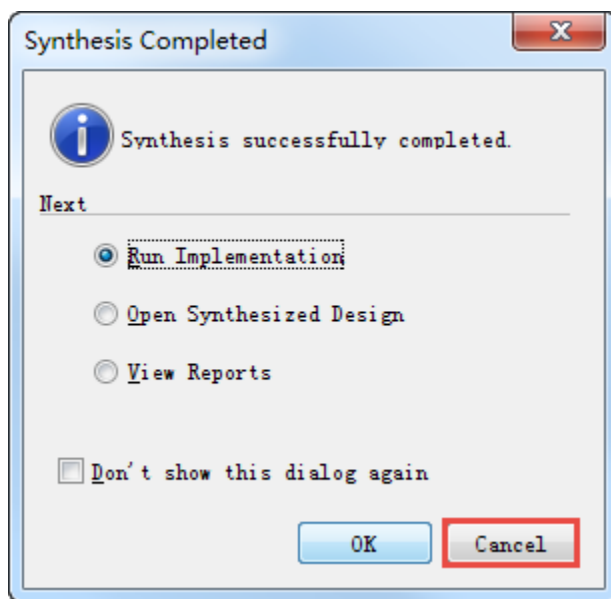 Synthesis Completed
Synthesis successfully completed.
Next
Run Implementation
Open Synthesized Design
View Reports
Don't show this dialog again
OK Cancel